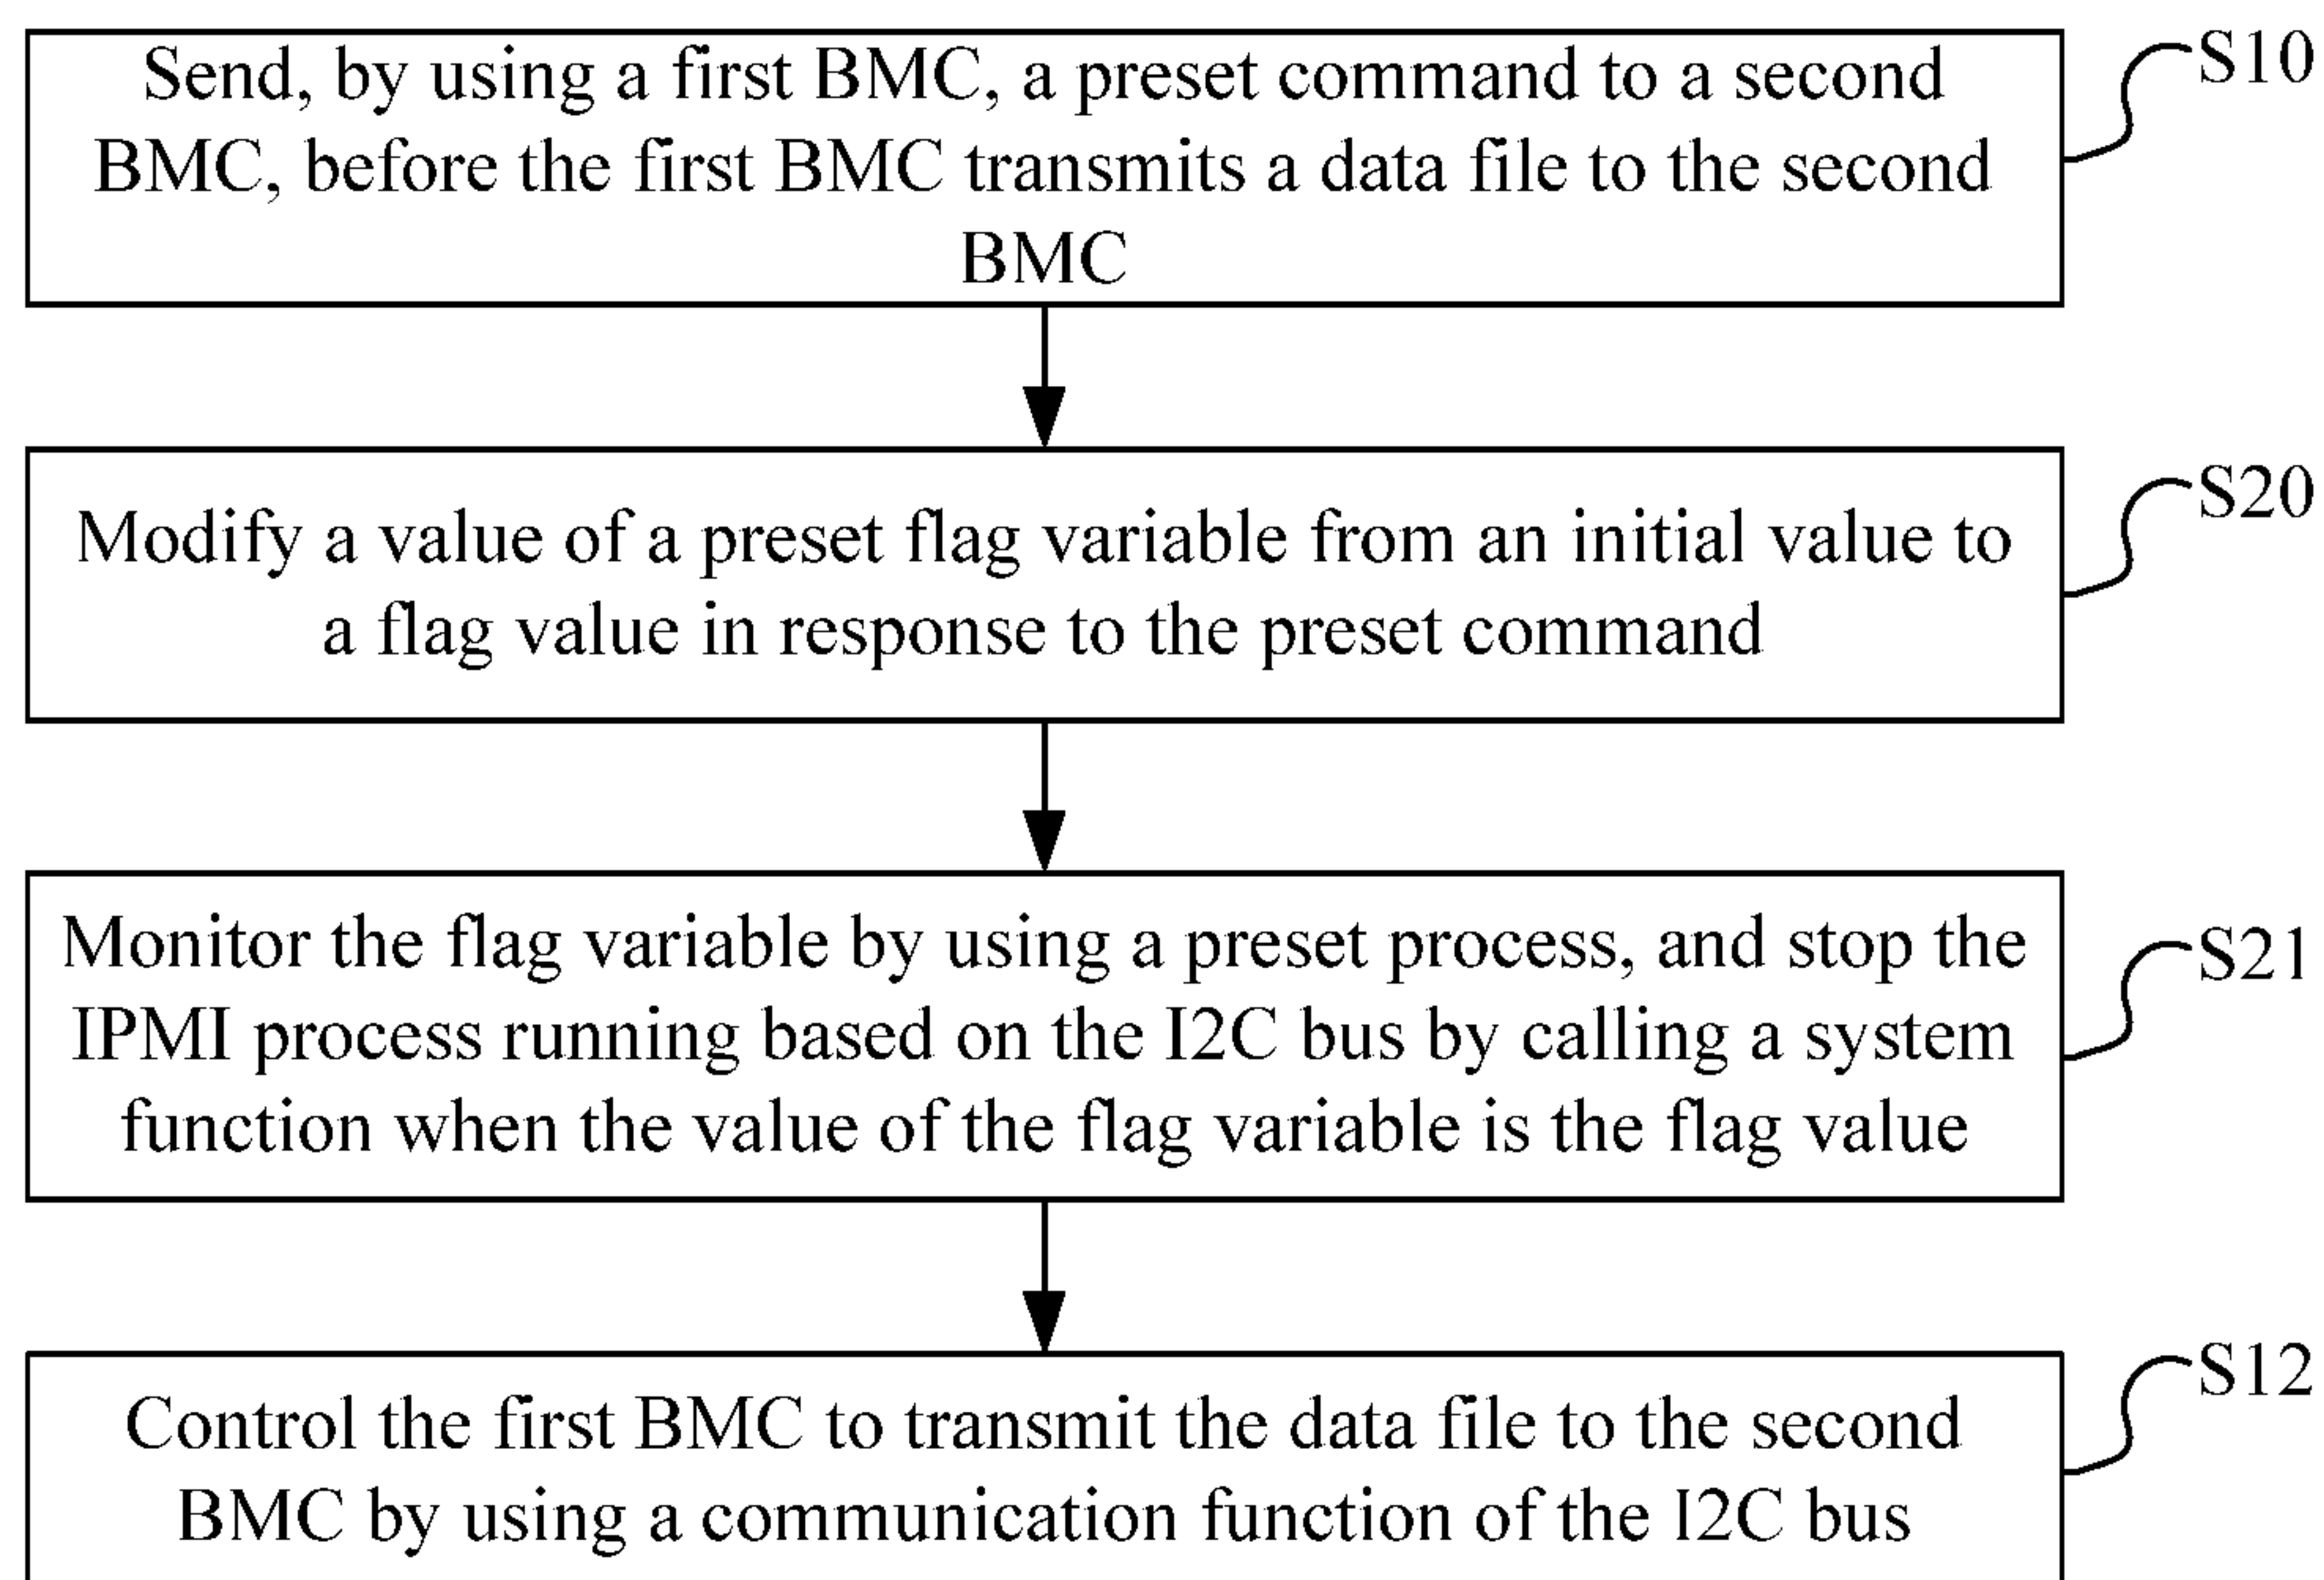 Send, by using a first BMC, a preset command to a second
BMC, before the first BMC transmits a data file to the second
BMC
S10
Modify a value of a preset flag variable from an initial value to
a flag value in response to the preset command
S20
Monitor the flag variable by using a preset process, and stop the
IPMI process running based on the I2C bus by calling a system
function when the value of the flag variable is the flag value
S21
Control the first BMC to transmit the data file to the second
BMC by using a communication function of the I2C bus
S12